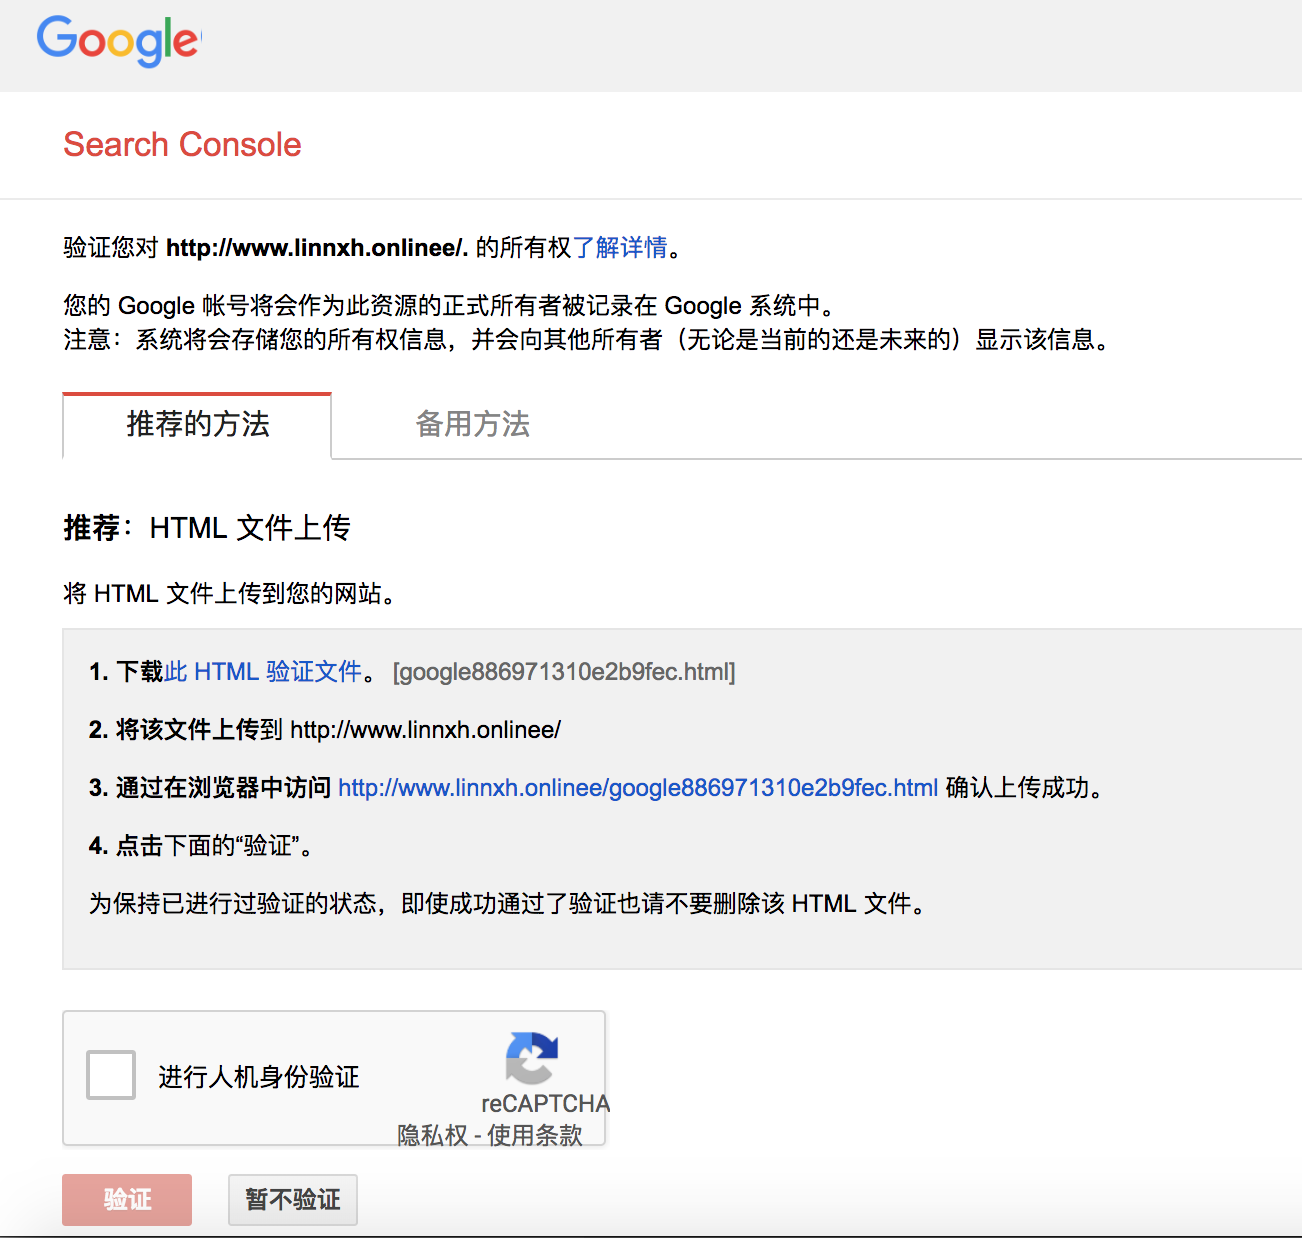 Google
Search Console
验证您对 http://www.linnxh.onlinee/. 的所有权了解详情。
您的 Google 帐号将会作为此资源的正式所有者被记录在 Google 系统中。
注意：系统将会存储您的所有权信息，并会向其他所有者（无论是当前的还是未来的）显示该信息。
推荐的方法 备用方法
推荐：HTML 文件上传
将 HTML 文件上传到您的网站。
1. 下载此 HTML 验证文件。 [google886971310e2b9fec.html]
2. 将该文件上传到 http://www.linnxh.onlinee/
3. 通过在浏览器中访问 http://www.linnxh.onlinee/google886971310e2b9fec.html 确认上传成功。
4. 点击下面的“验证”。
为保持已进行过验证的状态，即使成功通过了验证也请不要删除该 HTML 文件。
进行人机身份验证
reCAPTCHA
隐私权 - 使用条款
验证 暂不验证